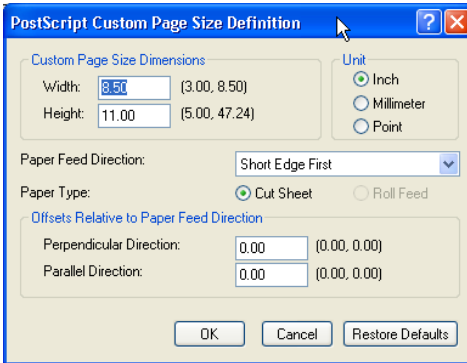 PostScript Custom Page Size Definition
Custom Page Size Dimensions
Width: 8.50 (3.00, 8.50)
Height: 11.00 (5.00, 47.24)
Unit
Inch
Millimeter
Point
Paper Feed Direction: Short Edge First
Paper Type: Cut Sheet Roll Feed
Offsets Relative to Paper Feed Direction
Perpendicular Direction: 0.00 (0.00, 0.00)
Parallel Direction: 0.00 (0.00, 0.00)
OK Cancel Restore Defaults